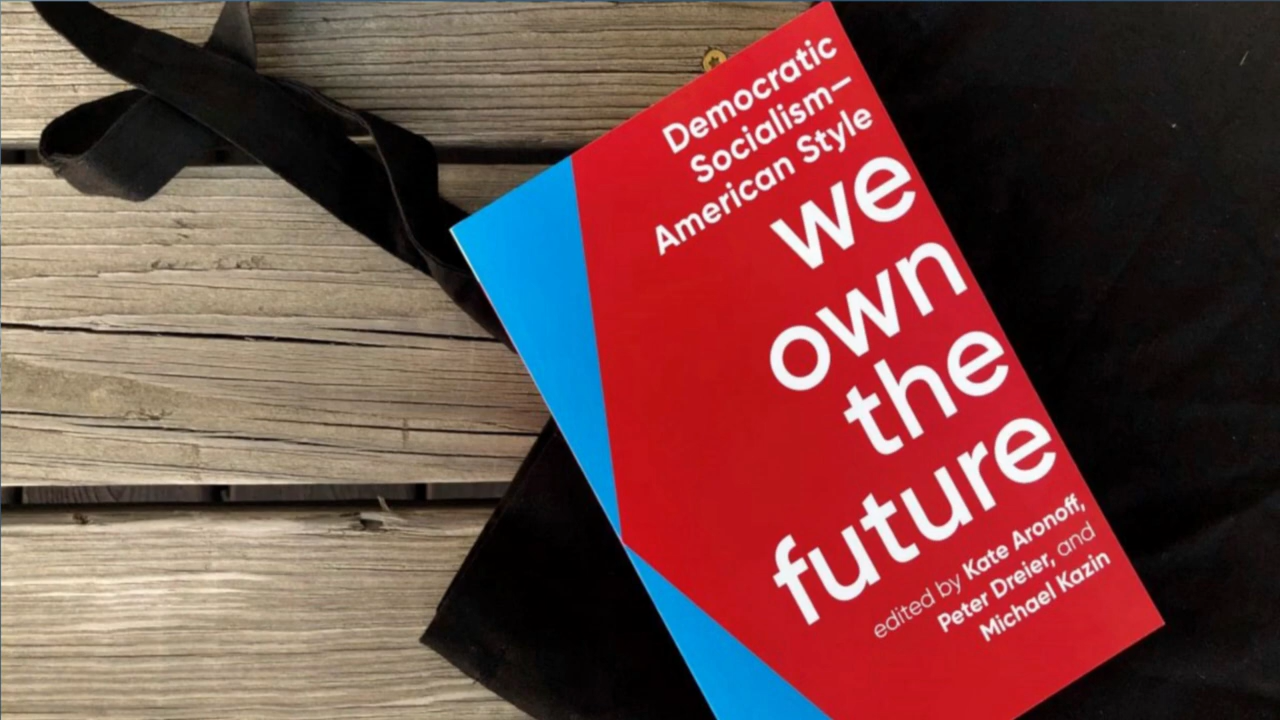 Democratic
Socialism—
American Style
we
own
the
future
edited by Kate Aronoff,
Peter Dreier, and
Michael Kazin